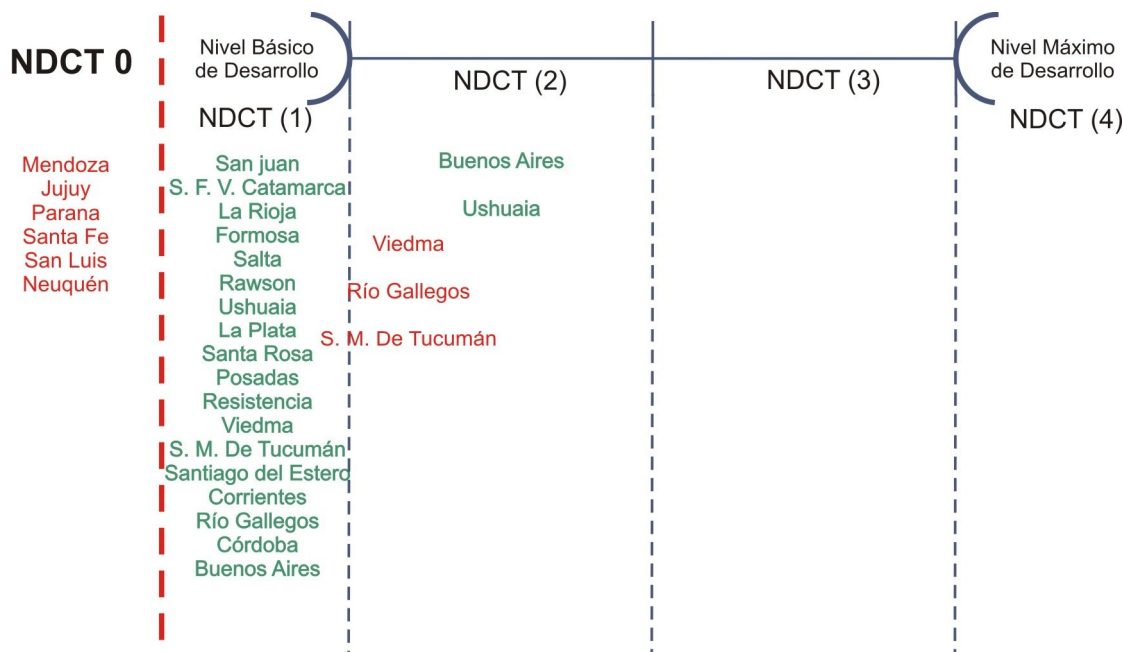 NDCT 0
Nivel Básico
de Desarrollo
NDCT (1)
NDCT (2)
NDCT (3)
Nivel Máximo
de Desarrollo
NDCT (4)
Mendoza
Jujuy
Parana
Santa Fe
San Luis
Neuquén
San juan
S. F. V. Catamarca
La Rioja
Formosa
Salta
Rawson
Ushuaia
La Plata
Santa Rosa
Posadas
Resistencia
Viedma
S. M. De Tucumán
Santiago del Estero
Corrientes
Río Gallegos
Córdoba
Buenos Aires
Buenos Aires
Ushuaia
Viedma
Río Gallegos
S. M. De Tucumán